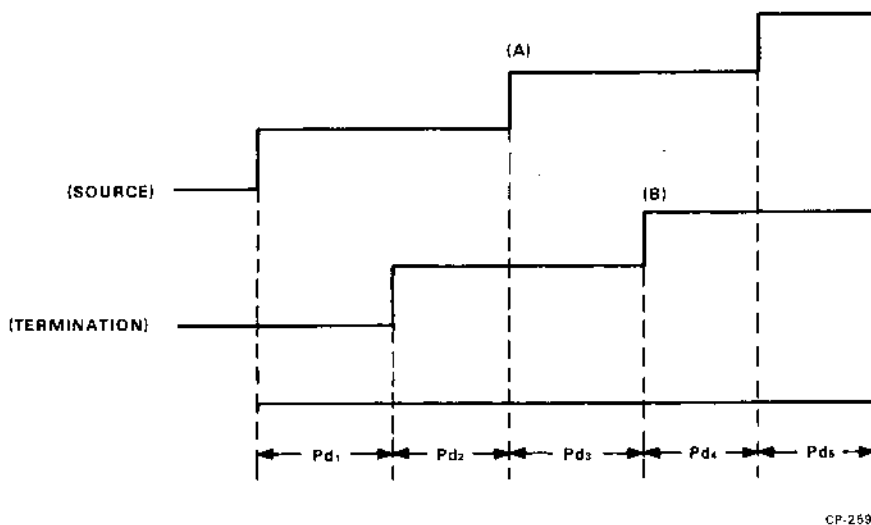 (A)
(SOURCE)
(B)
(TERMINATION)
Pd₁ Pd₂ Pd₃ Pd₄ Pd₅
CP-259